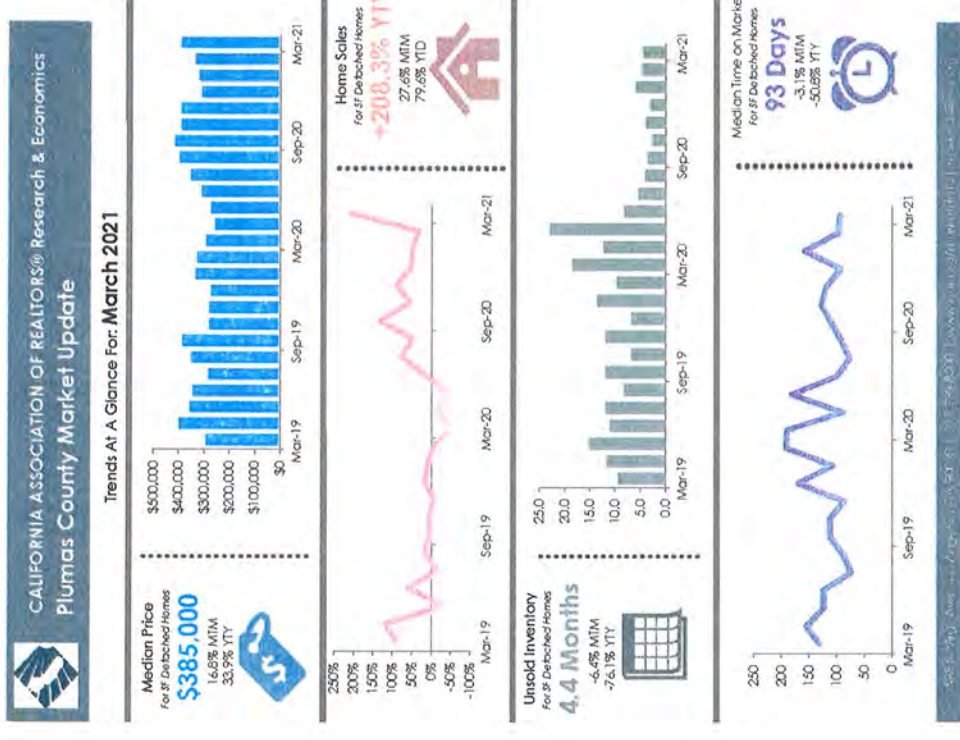 CALIFORNIA ASSOCIATION OF REALTORS® Research & Economics
Plumas County Market Update
Trends At A Glance For: March 2021
Median Price
For SF Detached Homes
$385,000
16.8% MTM
33.9% YTY
$500,000
$400,000
$300,000
$200,000
$100,000
$0
Mar-19
Sep-19
Mar-20
Sep-20
Mar-21
250%
200%
150%
100%
50%
0%
-50%
-100%
Mar-19
Sep-19
Mar-20
Sep-20
Mar-21
Home Sales
For SF Detached Homes
+208.3% YTY
27.6% MTM
79.6% YTD
Unsold Inventory
For SF Detached Homes
4.4 Months
-6.4% MTM
-76.1% YTY
25.0
20.0
15.0
10.0
5.0
0.0
Mar-19
Sep-19
Mar-20
Sep-20
Mar-21
250
200
150
100
50
0
Mar-19
Sep-19
Mar-20
Sep-20
Mar-21
Median Time on Market
For SF Detached Homes
93 Days
-3.1% MTM
-50.8% YTY